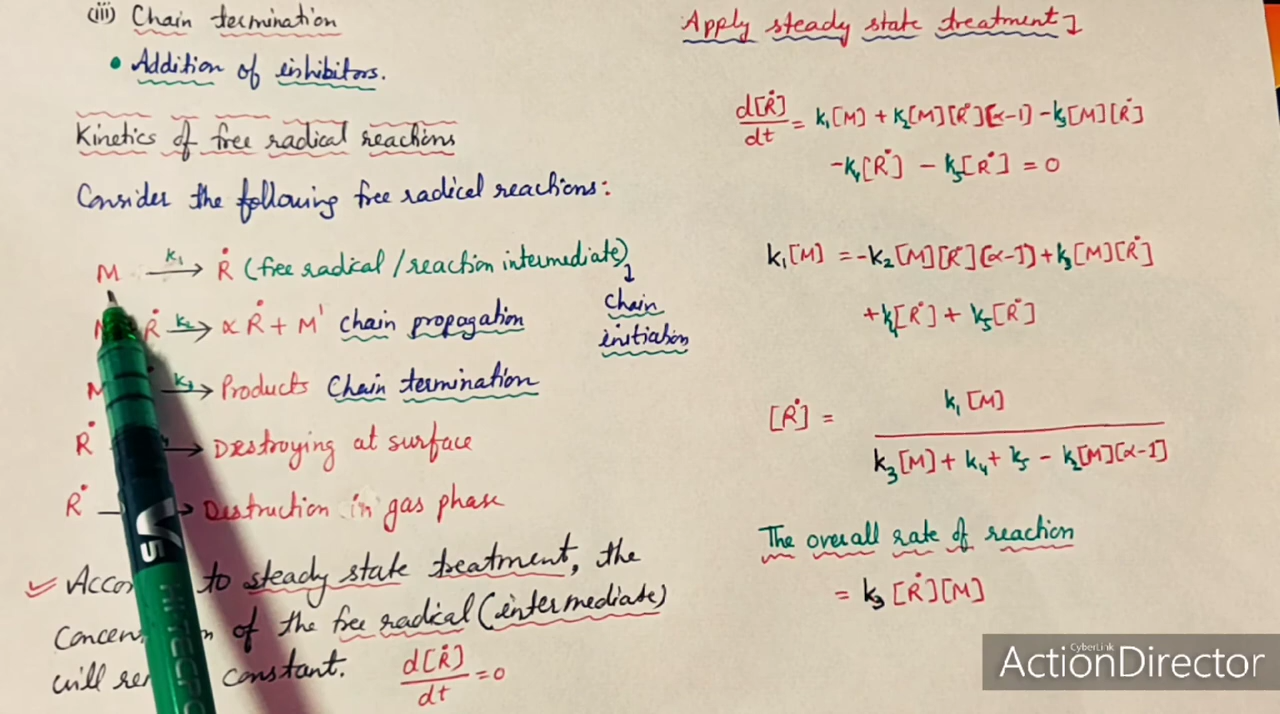 (iii) Chain termination
• Addition of inhibitors.
Kinetics of free radical reactions
Consider the following free radical reactions:
M —k₁→ Ṙ (free radical/reaction intermediate)
↓ Chain
initiation
Ṙ —k₂→ ∝ Ṙ + M' Chain propagation
—k₃→ Products Chain termination
R• → Destroying at surface
R• → Destruction in gas phase
✓ to steady state treatment, the
of the free radical (intermediate)
will constant. d[Ṙ]/dt = 0
Apply steady state treatment]
d[Ṙ]/dt = k₁[M] + k₂[M][R•](∝-1) - k₃[M][R•]
-k₄[R•] - k₅[R•] = 0
k₁[M] = -k₂[M][R•](∝-1) + k₃[M][R•]
+k₄[R•] + k₅[R•]
[R•] = k₁[M] / k₃[M] + k₄ + k₅ - k₂[M][∝-1]
The overall rate of reaction
= k₃[Ṙ][M]
V5
HI-TECPO
CyberLink
ActionDirector